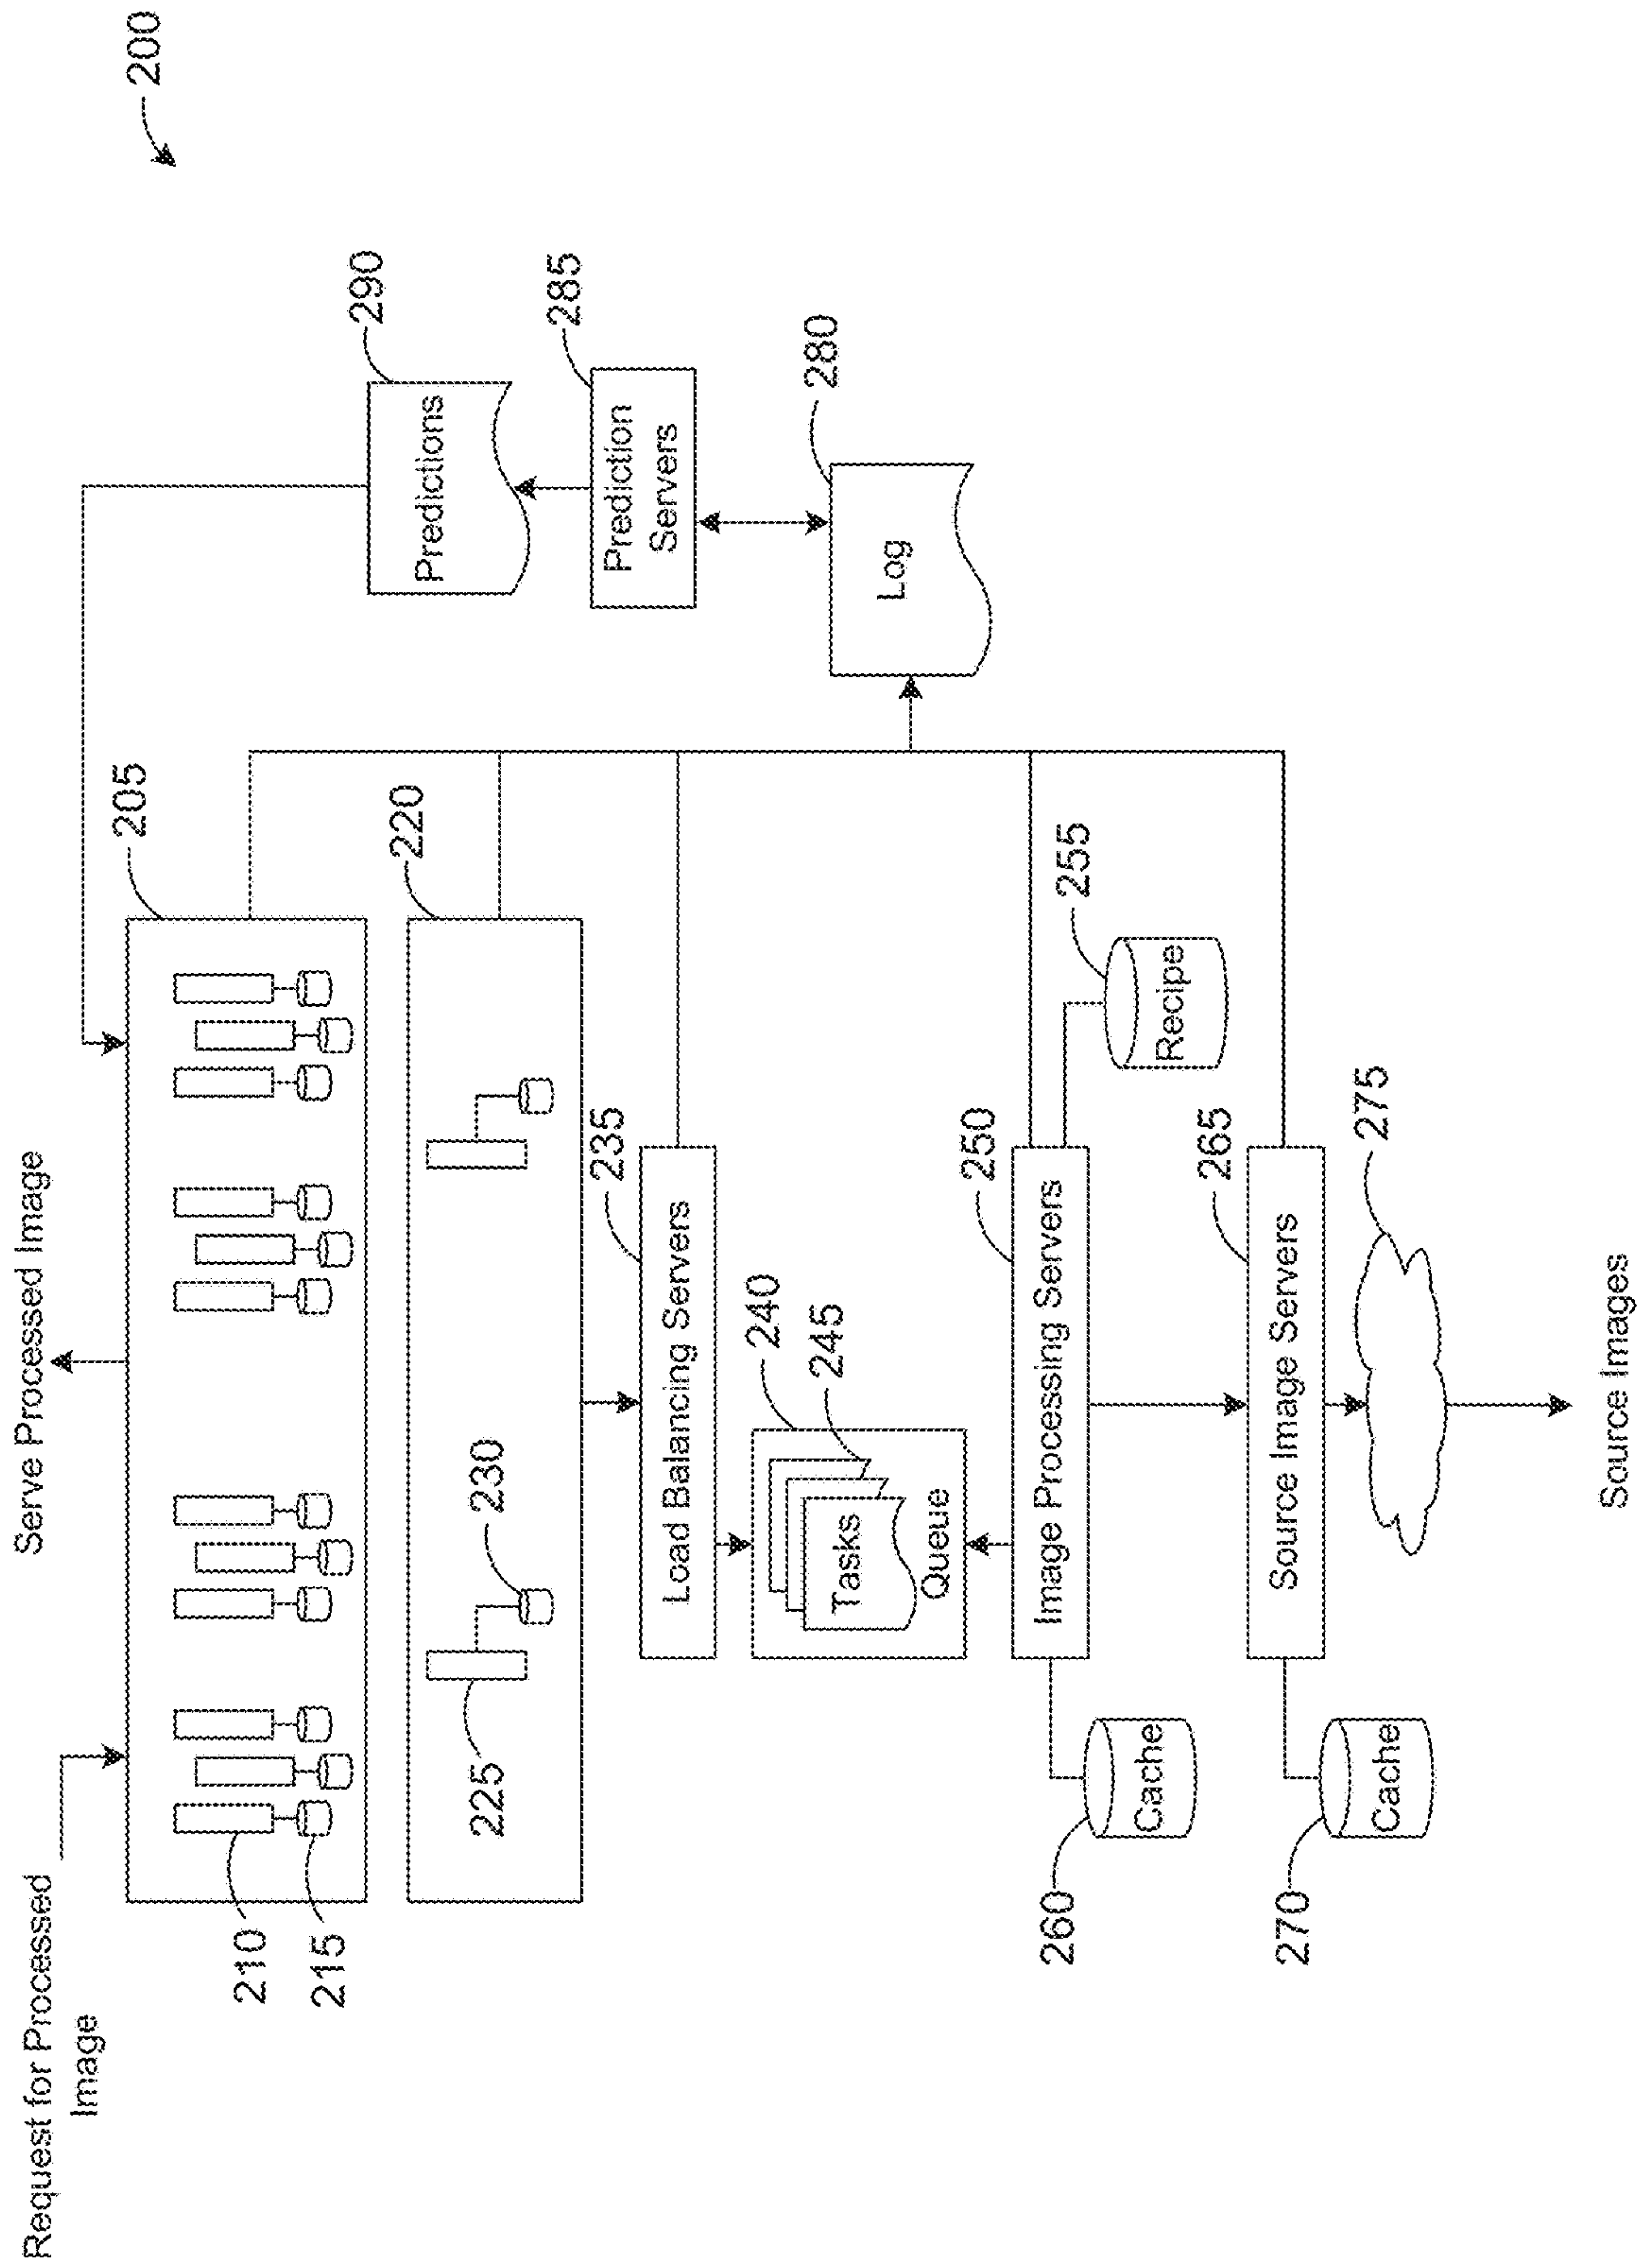 200
Serve Processed Image
Request for Processed
Image
205
210
215
220
225
230
Load Balancing Servers
235
240
Tasks
245
Queue
Image Processing Servers
250
Recipe
255
Cache
260
Source Image Servers
265
Cache
270
275
Source Images
Predictions
290
Prediction
Servers
285
Log
280